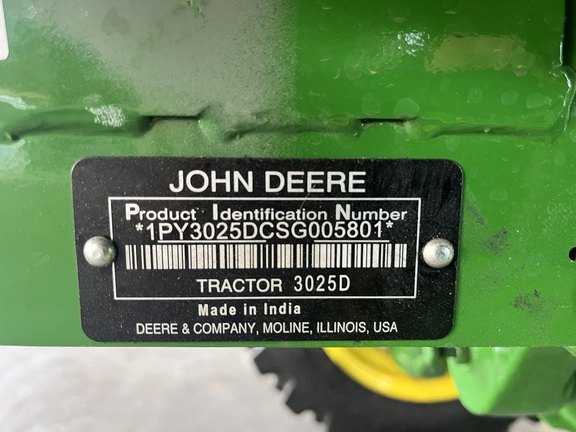 JOHN DEERE
Product Identification Number
*1PY3025DCSG005801*
TRACTOR 3025D
Made in India
DEERE & COMPANY, MOLINE, ILLINOIS, USA